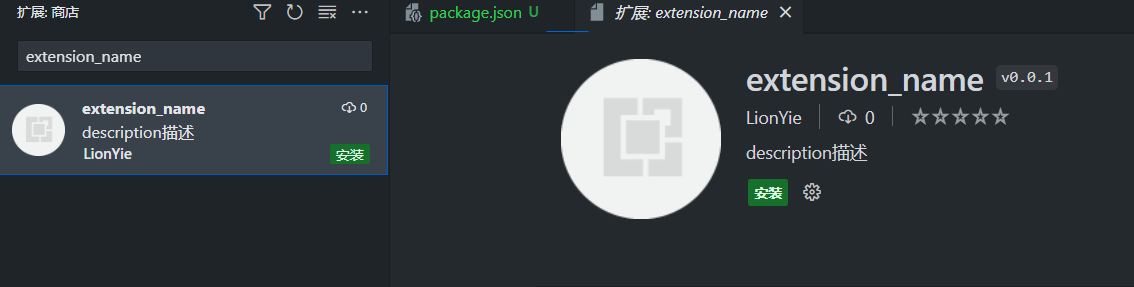 扩展: 商店
extension_name
extension_name 0
description描述
LionYie 安装
package.json U
扩展: extension_name
extension_name v0.0.1
LionYie 0
description描述
安装